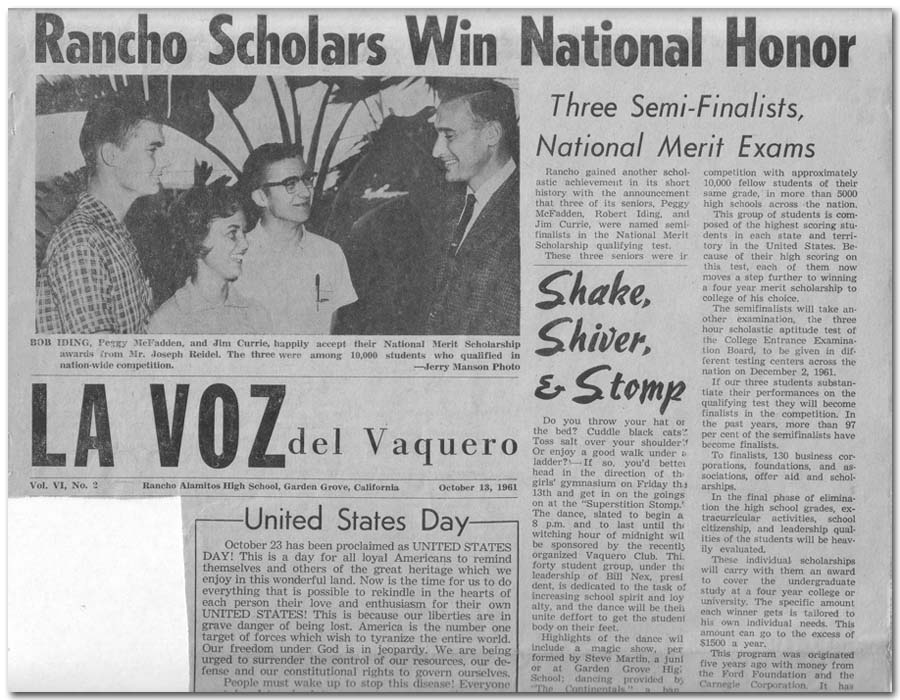 Rancho Scholars Win National Honor
BOB IDING, Peggy McFadden, and Jim Currie, happily accept their National Merit Scholarship
awards from Mr. Joseph Reidel. The three were among 10,000 students who qualified in
nation-wide competition.
—Jerry Manson Photo
LA VOZ del Vaquero
Vol. VI, No. 2 Rancho Alamitos High School, Garden Grove, California October 13, 1961
United States Day
October 23 has been proclaimed as UNITED STATES
DAY! This is a day for all loyal Americans to remind
themselves and others of the great heritage which we
enjoy in this wonderful land. Now is the time for us to do
everything that is possible to rekindle in the hearts of
each person their love and enthusiasm for their own
UNITED STATES! This is because our liberties are in
grave danger of being lost. America is the number one
target of forces which wish to tyranize the entire world.
Our freedom under God is in jeopardy. We are being
urged to surrender the control of our resources, our de-
fense and our constitutional rights to govern ourselves.
People must wake up to stop this disease! Everyone
Three Semi-Finalists,
National Merit Exams
Rancho gained another schol-
astic achievement in its short
history with the announcement
that three of its seniors, Peggy
McFadden, Robert Iding, and
Jim Currie, were named semi-
finalists in the National Merit
Scholarship qualifying test.
These three seniors were ir
Shake,
Shiver,
& Stomp
Do you throw your hat or
the bed? Cuddle black cats?
Toss salt over your shoulder?
Or enjoy a good walk under a
ladder?—If so, you'd better
head in the direction of the
girls' gymnasium on Friday the
13th and get in on the goings
on at the "Superstition Stomp."
The dance, slated to begin a
8 p.m. and to last until the
witching hour of midnight wil
be sponsored by the recently
organized Vaquero Club. This
forty student group, under the
leadership of Bill Nex, presi
dent, is dedicated to the task of
increasing school spirit and loy
alty, and the dance will be their
unite deffort to get the student
body on their feet.
Highlights of the dance wil
include a magic show, per
formed by Steve Martin, a juni
or at Garden Grove High
School; dancing provided by
"The Continentals," a ban
competition with approximately
10,000 fellow students of their
same grade, in more than 5000
high schools across the nation.
This group of students is com-
posed of the highest scoring stu-
dents in each state and terri-
tory in the United States. Be-
cause of their high scoring on
this test, each of them now
moves a step further to winning
a four year merit scholarship to
college of his choice.
The semifinalists will take an-
other examination, the three
hour scholastic aptitude test of
the College Entrance Examina-
tion Board, to be given in dif-
ferent testing centers across the
nation on December 2, 1961.
If our three students substan-
tiate their performances on the
qualifying test they will become
finalists in the competition. In
the past years, more than 97
per cent of the semifinalists have
become finalists.
To finalists, 130 business cor-
porations, foundations, and as-
sociations, offer aid and schol-
arships.
In the final phase of elimina-
tion the high school grades, ex-
tracurricular activities, school
citizenship, and leadership qual-
ities of the students will be heav-
ily evaluated.
These individual scholarships
will carry with them an award
to cover the undergraduate
study at a four year college or
university. The specific amount
each winner gets is tailored to
his own individual needs. This
amount can go to the excess of
$1500 a year.
This program was originated
five years ago with money from
the Ford Foundation and the
Carnegie Corporation. It has